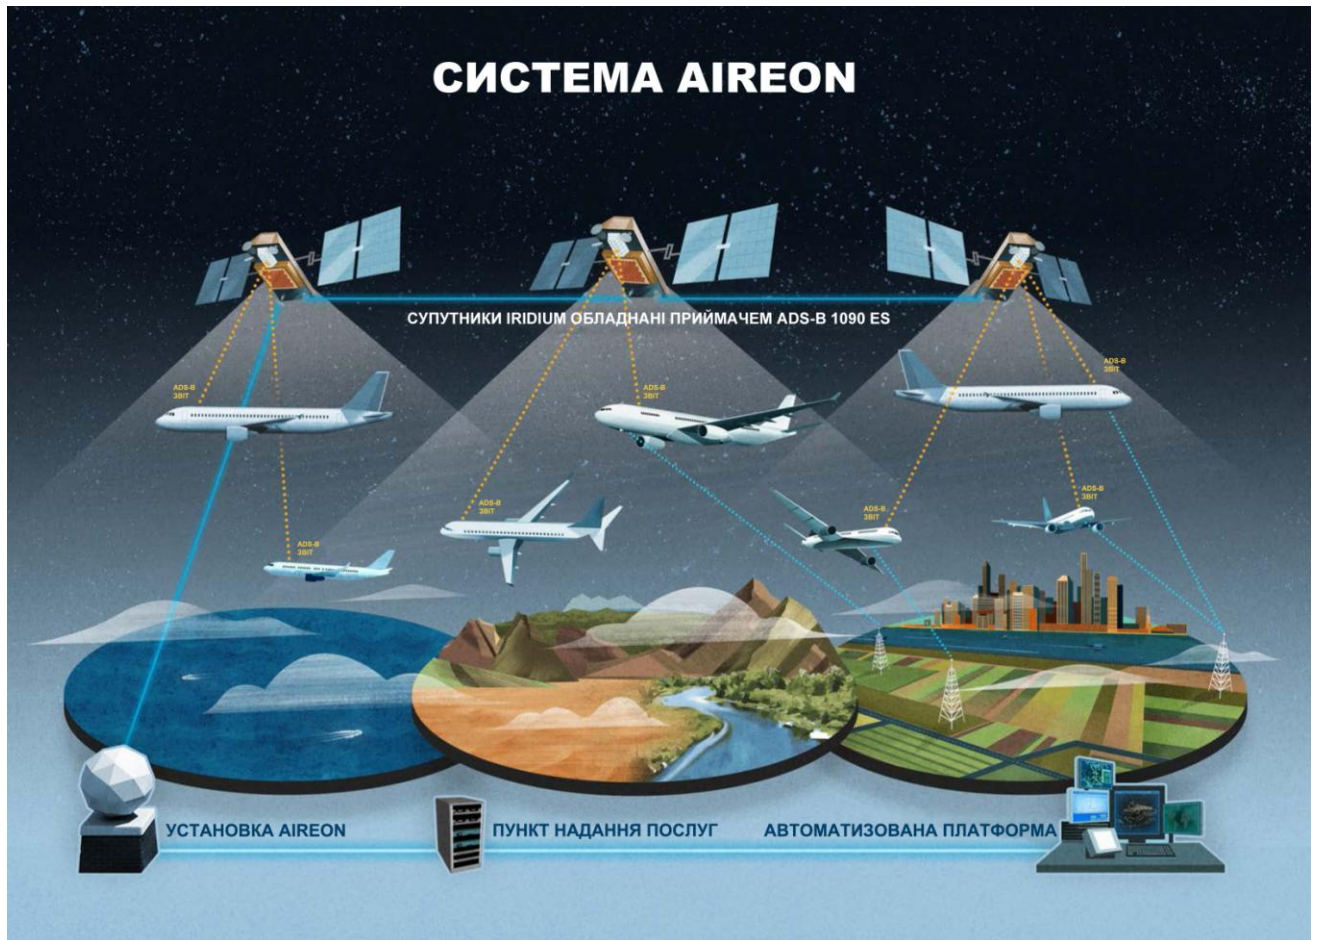 СИСТЕМА AIREON
СУПУТНИКИ IRIDIUM ОБЛАДНАНІ ПРИЙМАЧЕМ ADS-B 1090 ES
ADS-B
ЗВІТ
ADS-B
ЗВІТ
ADS-B
ЗВІТ
ADS-B
ЗВІТ
ADS-B
ЗВІТ
ADS-B
ЗВІТ
ADS-B
ЗВІТ
УСТАНОВКА AIREON
ПУНКТ НАДАННЯ ПОСЛУГ
АВТОМАТИЗОВАНА ПЛАТФОРМА